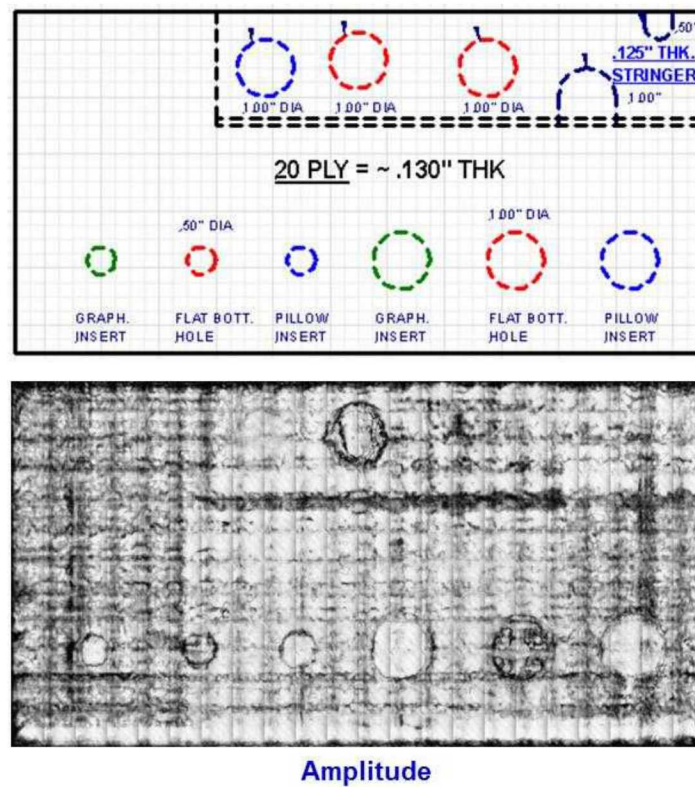 .50"
.125" THK.
STRINGER
1.00" DIA
1.00" DIA
1.00" DIA
1.00"
20 PLY = ~ .130" THK
.50" DIA
1.00" DIA
GRAPH.
INSERT
FLAT BOTT.
HOLE
PILLOW
INSERT
GRAPH.
INSERT
FLAT BOTT.
HOLE
PILLOW
INSERT
Amplitude